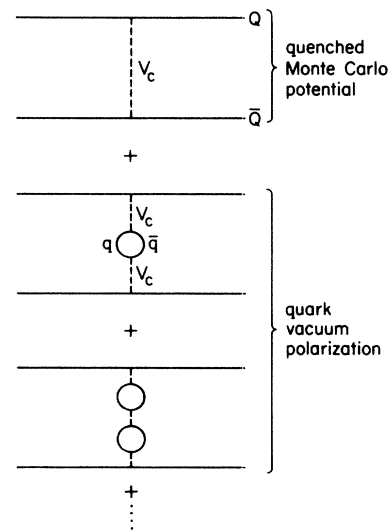 Q
quenched
Monte Carlo
potential
V_c
Q̄
+
V_c
q q̄
V_c
+
quark
vacuum
polarization
+